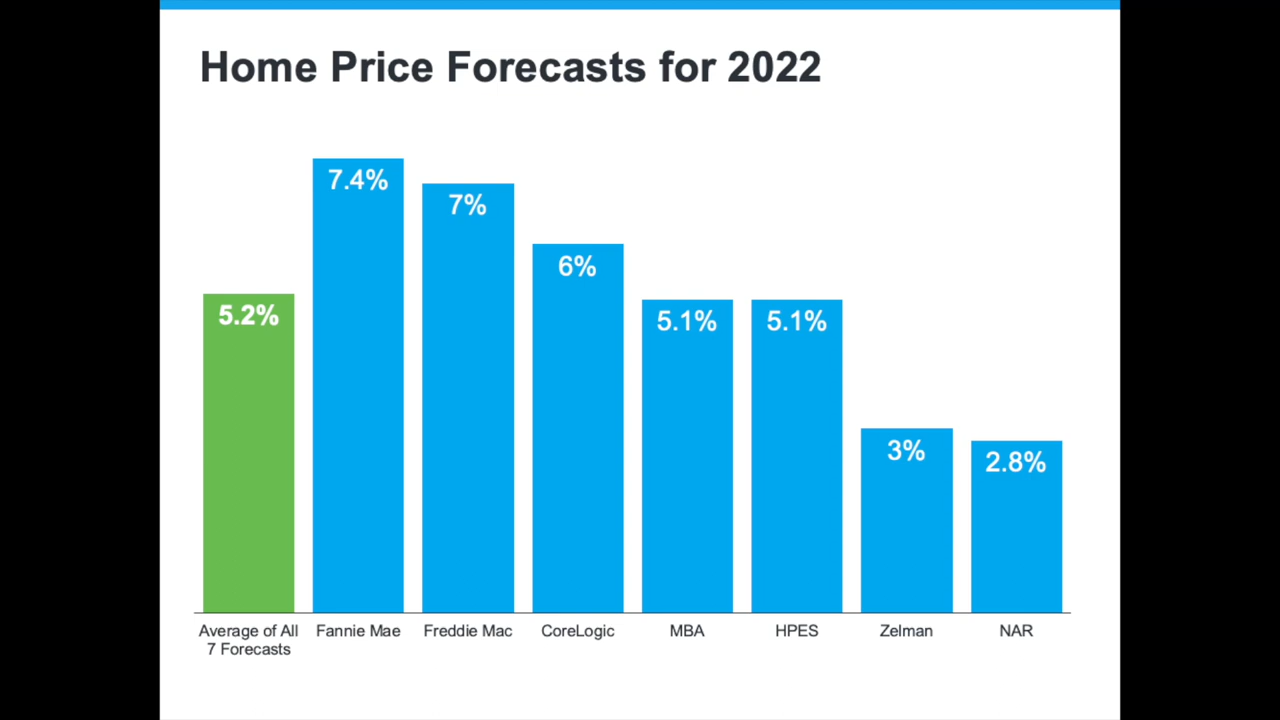 Home Price Forecasts for 2022
5.2%
7.4%
7%
6%
5.1%
5.1%
3%
2.8%
Average of All
7 Forecasts
Fannie Mae
Freddie Mac
CoreLogic
MBA
HPES
Zelman
NAR